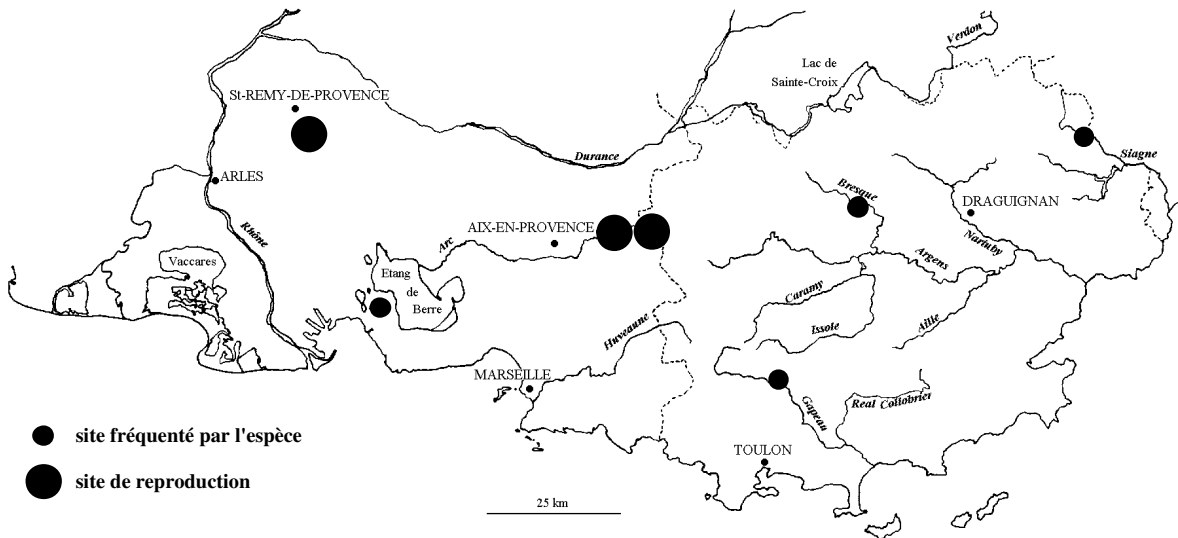 Verdon
Lac de
Sainte-Croix
St-REMY-DE-PROVENCE
Durance
Siagne
ARLES
Bresque
DRAGUIGNAN
Rhône
AIX-EN-PROVENCE
Arc
Nartuby
Vaccares
Etang
de
Berre
Argens
Caramy
Huveaune
Issole
Aille
MARSEILLE
Gapeau
Real Collobrier
site fréquenté par l'espèce
TOULON
site de reproduction
25 km